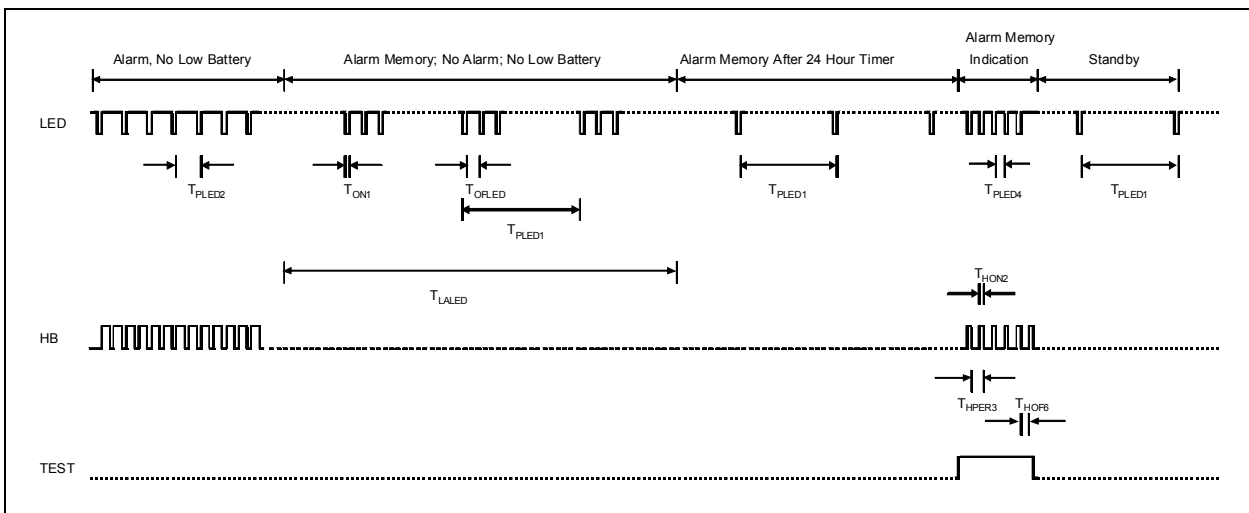 Alarm, No Low Battery
Alarm Memory; No Alarm; No Low Battery
Alarm Memory After 24 Hour Timer
Alarm Memory
Indication
Standby
LED
TPLED2
TON1
TOFLED
TPLED1
TPLED1
TPLED4
TPLED1
TLALED
THON2
HB
THPER3
THOF6
TEST